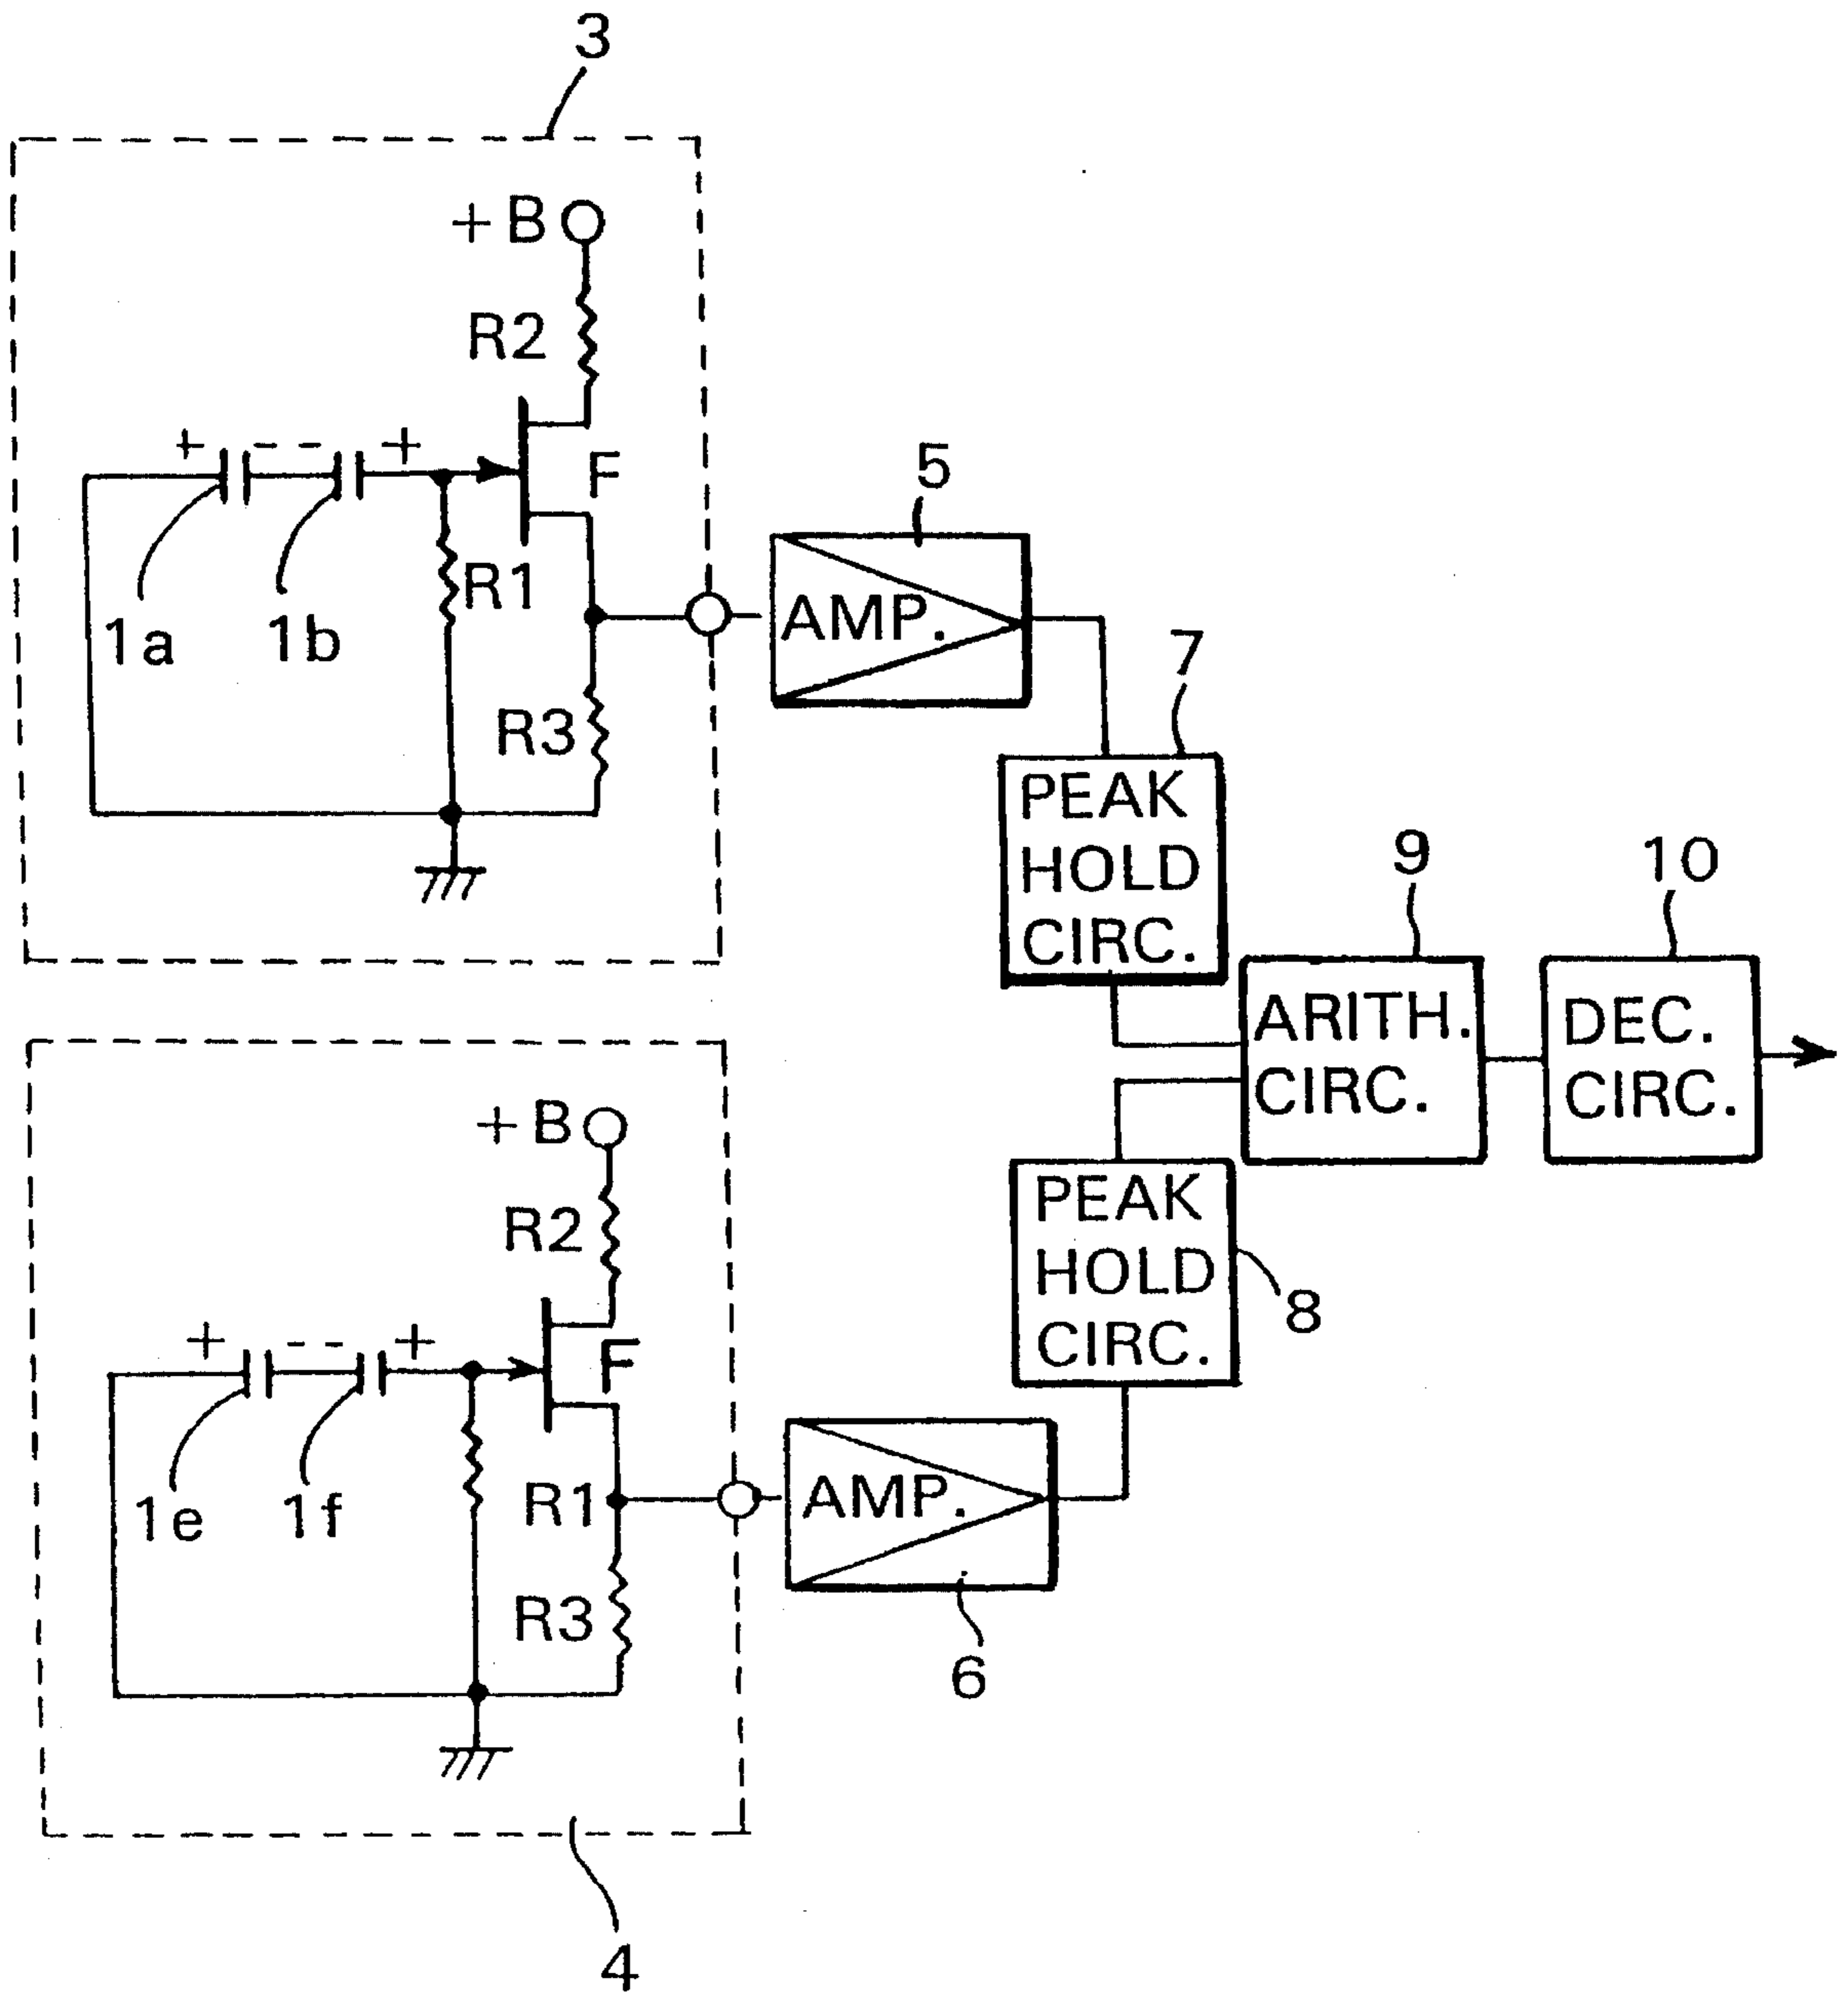 3
+B
R2
+ - - +
F
5
1a
1b
R1
AMP.
7
R3
PEAK
HOLD
CIRC.
9
10
ARITH.
CIRC.
DEC.
CIRC.
+B
R2
PEAK
HOLD
CIRC.
8
+ - - +
F
1e
1f
R1
AMP.
R3
6
4